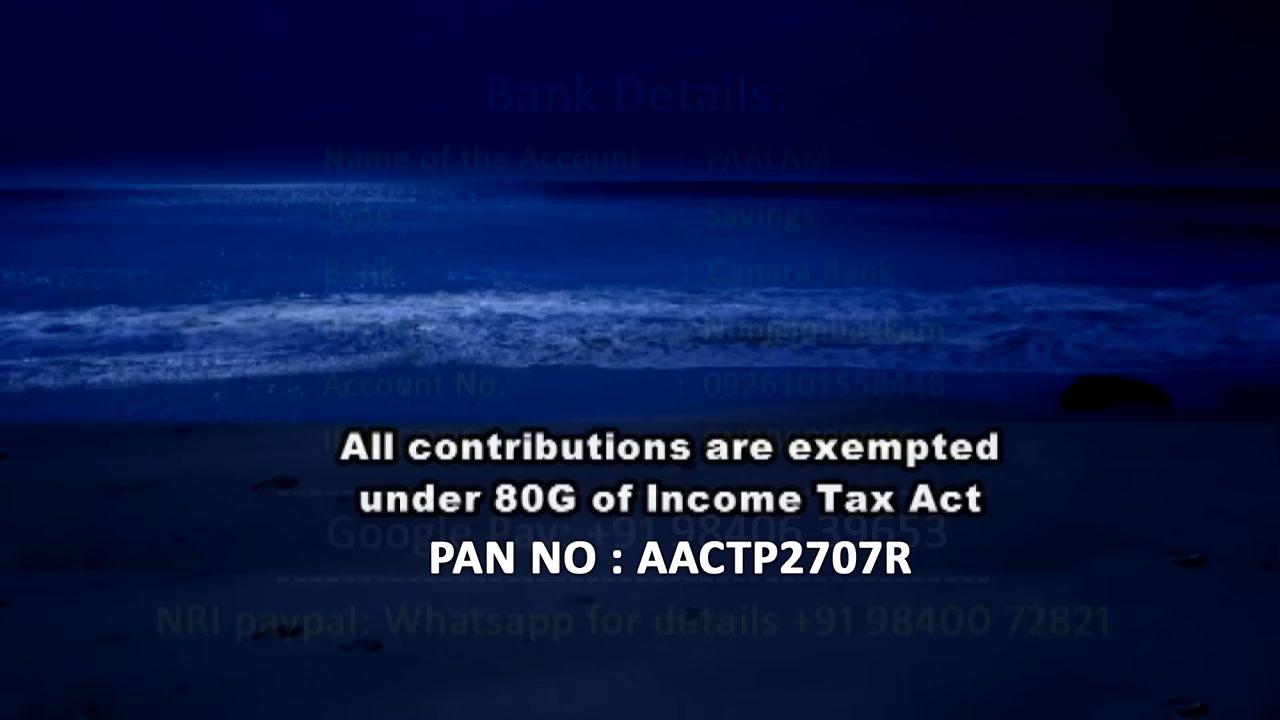 Bank Details:
Name of the Account : PAALAM
Type : Savings
Bank : Canara Bank
: Nungambakkam
Account No. : 0926101558448
All contributions are exempted
under 80G of Income Tax Act
Google Pay: +91 98406 39653
PAN NO : AACTP2707R
NRI paypal: Whatsapp for details +91 98400 72821